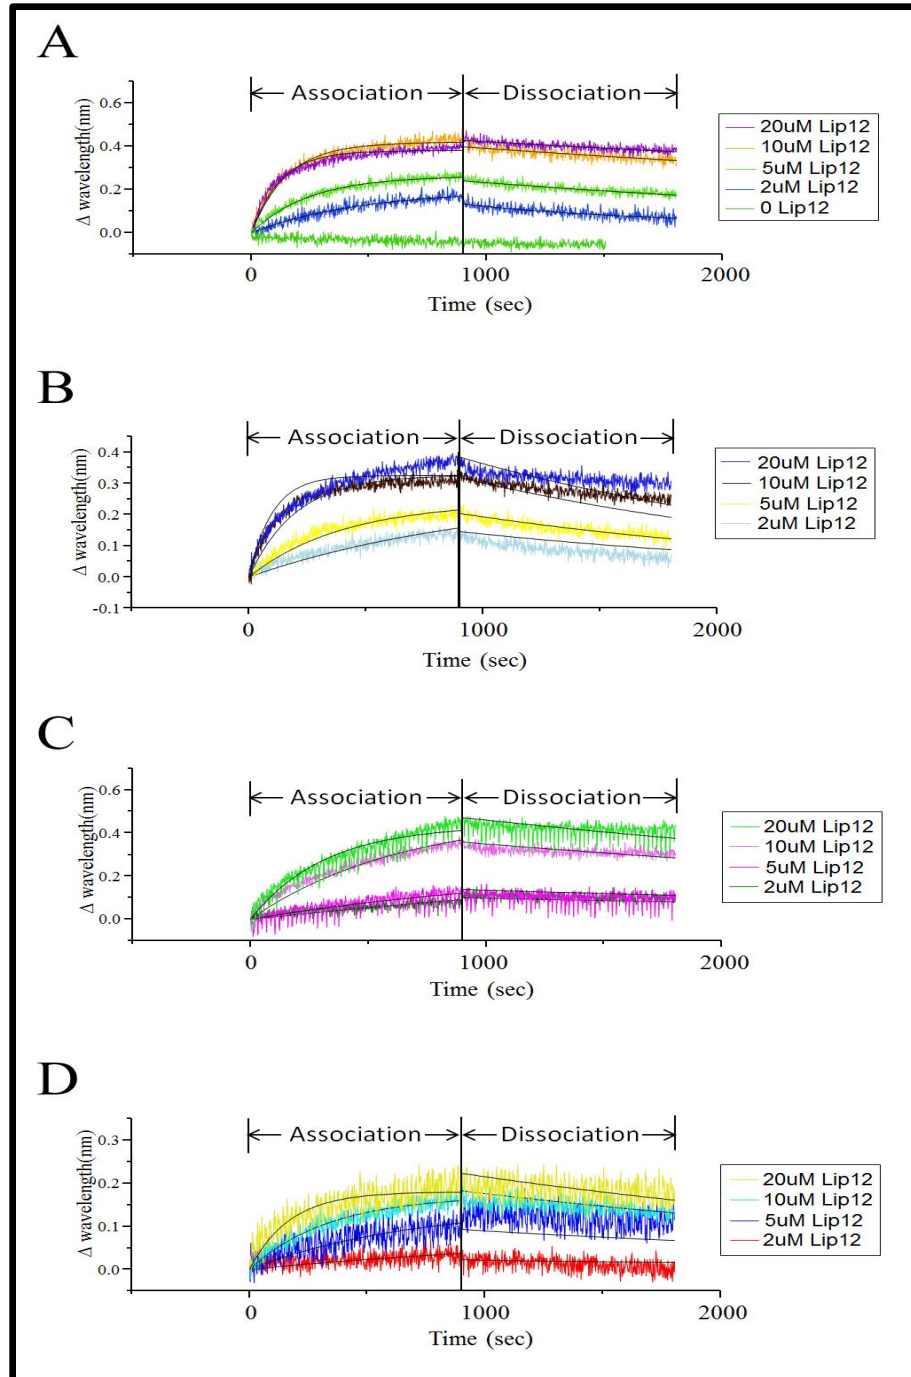 A
Association
Dissociation
0.6
0.4
0.2
0.0
Δ wavelength(nm)
0
1000
2000
Time (sec)
20uM Lip12
10uM Lip12
5uM Lip12
2uM Lip12
0 Lip12
B
Association
Dissociation
0.4
0.3
0.2
0.1
0.0
-0.1
Δ wavelength(nm)
0
1000
2000
Time (sec)
20uM Lip12
10uM Lip12
5uM Lip12
2uM Lip12
C
Association
Dissociation
0.6
0.4
0.2
0.0
Δ wavelength(nm)
0
1000
2000
Time (sec)
20uM Lip12
10uM Lip12
5uM Lip12
2uM Lip12
D
Association
Dissociation
0.3
0.2
0.1
0.0
Δ wavelength(nm)
0
1000
2000
Time (sec)
20uM Lip12
10uM Lip12
5uM Lip12
2uM Lip12